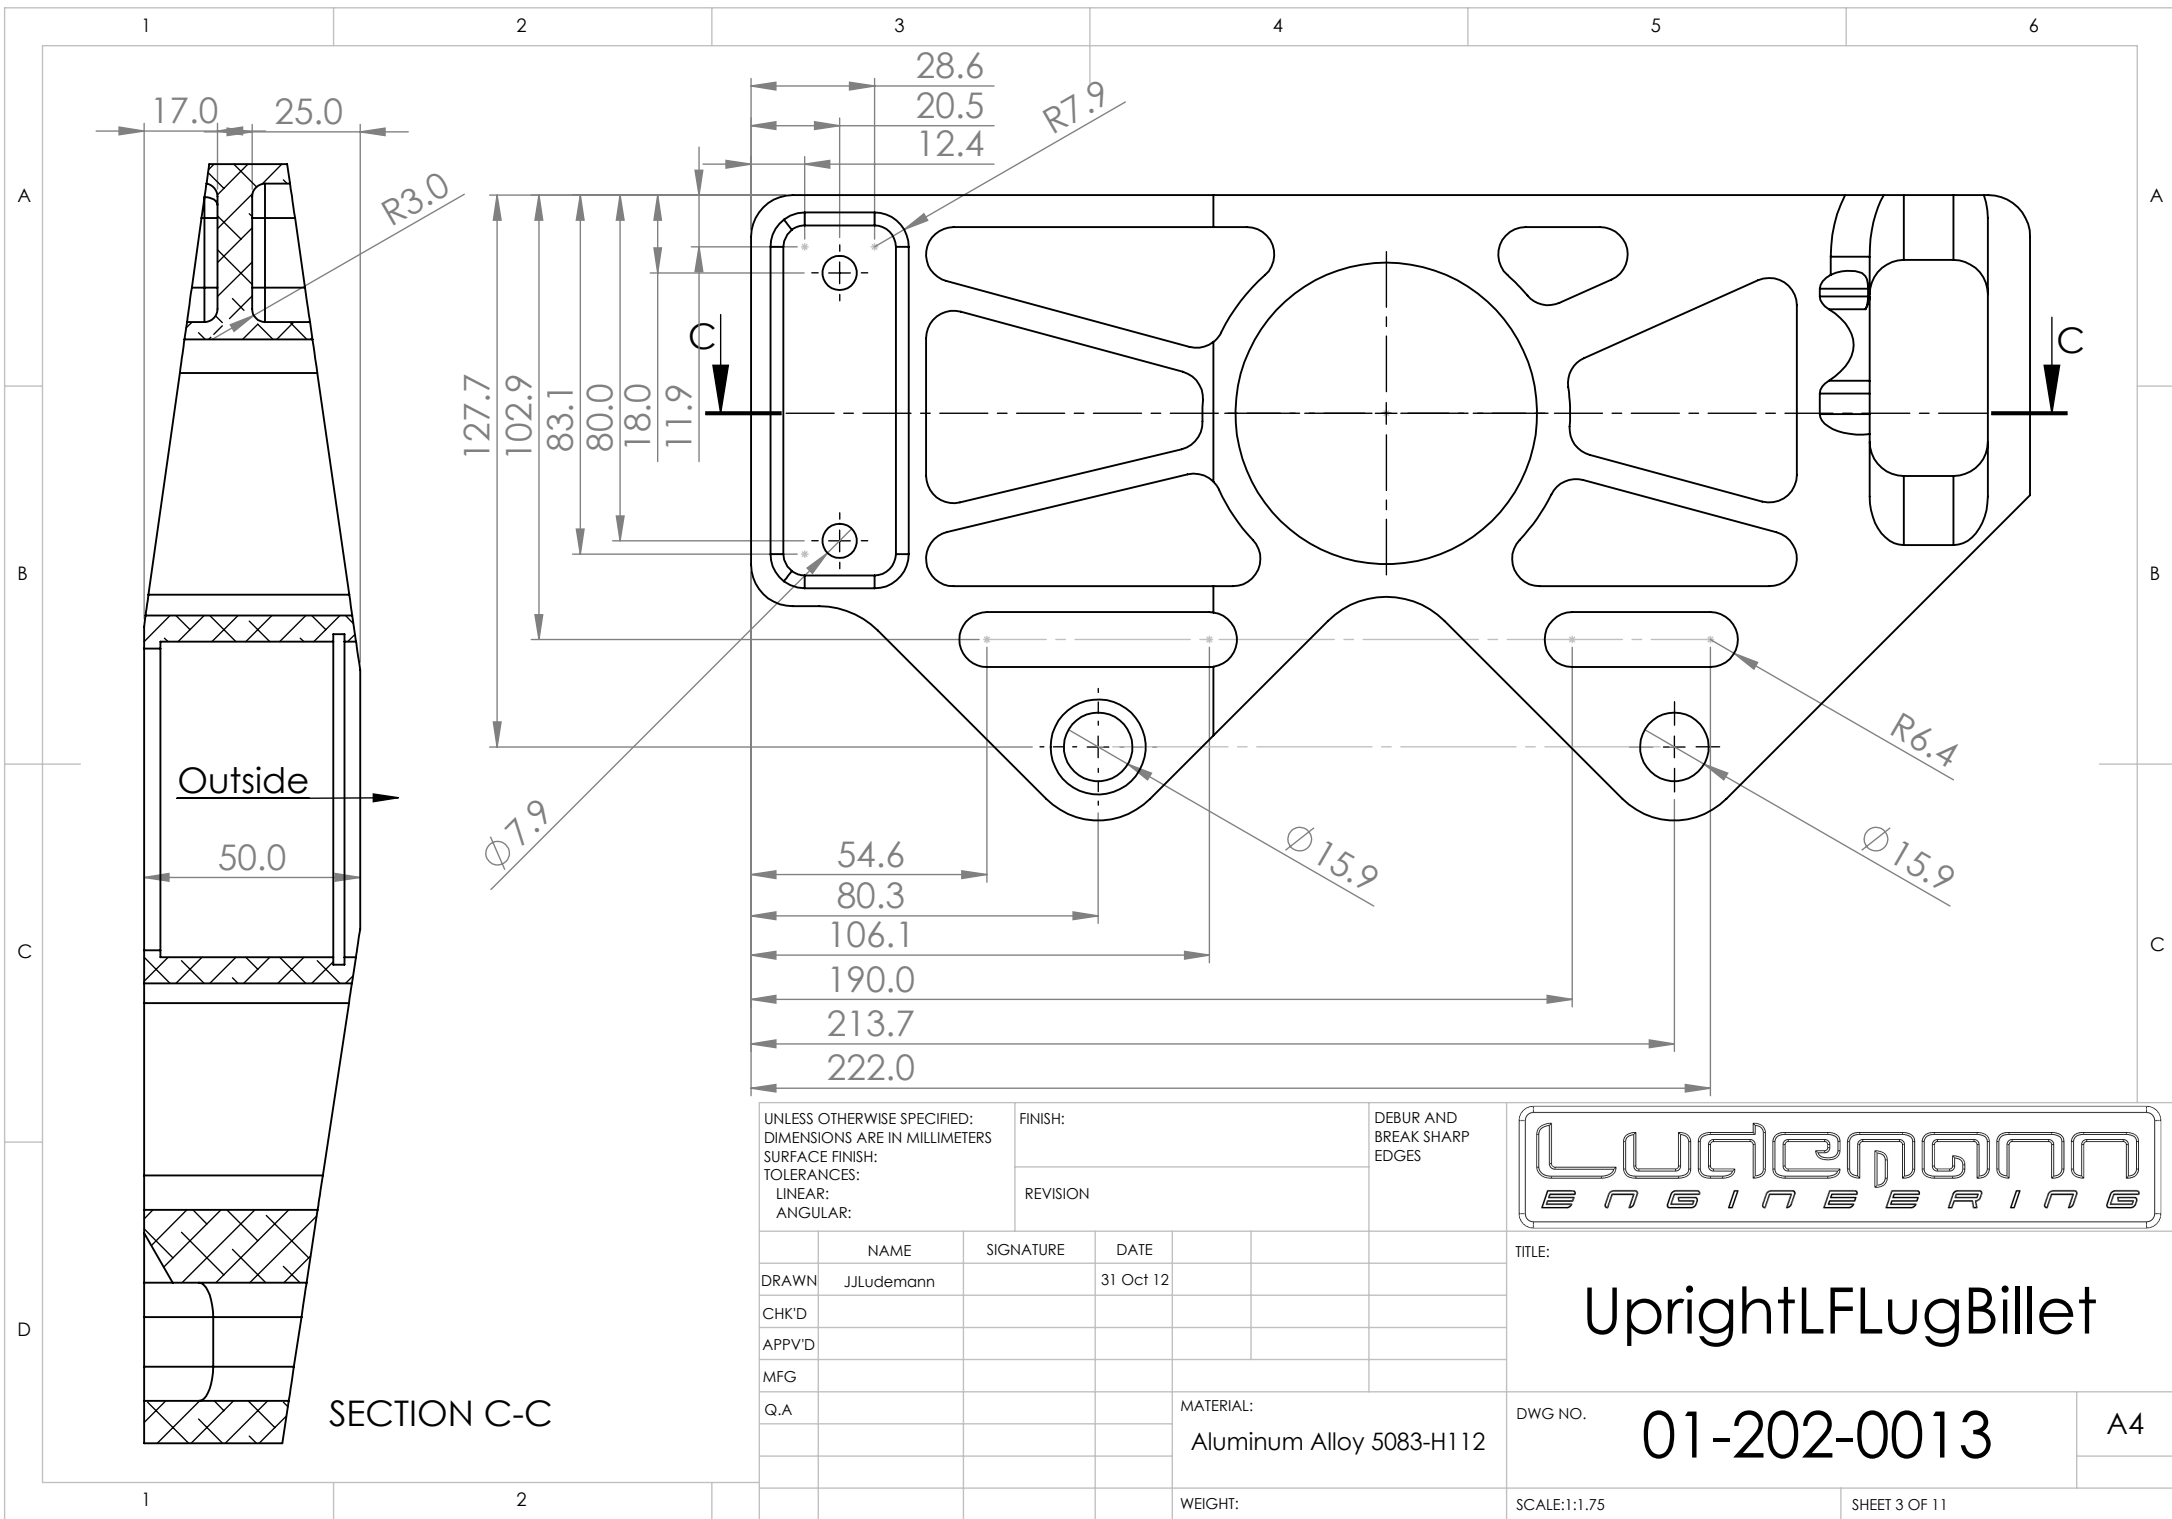 1 2 3 4 5 6
28.6
17.0 25.0
20.5
R7.9
12.4
A A
R3.0
C C
127.7
102.9
83.1
80.0
18.0
11.9
B B
R6.4
Outside
Ø7.9
Ø15.9
Ø15.9
50.0
54.6
80.3
106.1
C C
190.0
213.7
222.0
UNLESS OTHERWISE SPECIFIED:
DIMENSIONS ARE IN MILLIMETERS
SURFACE FINISH:
TOLERANCES:
LINEAR:
ANGULAR:
FINISH:
REVISION
DEBUR AND
BREAK SHARP
EDGES
Ludemann
ENGINEERING
NAME SIGNATURE DATE
DRAWN JJLudemann 31 Oct 12
CHK'D
APPV'D
MFG
Q.A
TITLE:
UprightLFLugBillet
D
SECTION C-C
MATERIAL:
Aluminum Alloy 5083-H112
DWG NO.
01-202-0013
A4
WEIGHT:
SCALE:1:1.75
SHEET 3 OF 11
1 2